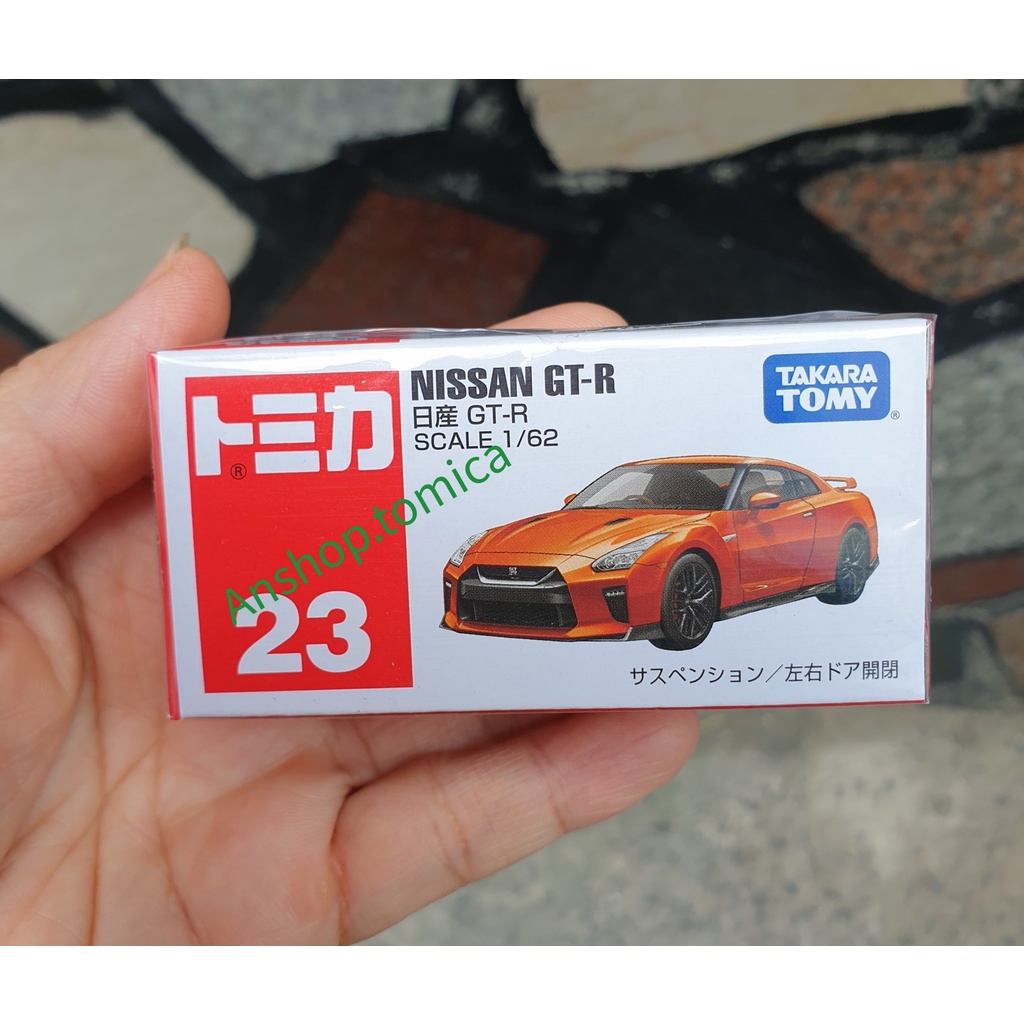 トミカ
®
23
NISSAN GT-R
日産 GT-R
SCALE 1/62
TAKARA
TOMY
®
Anshop.tomica
サスペンション/左右ドア開閉